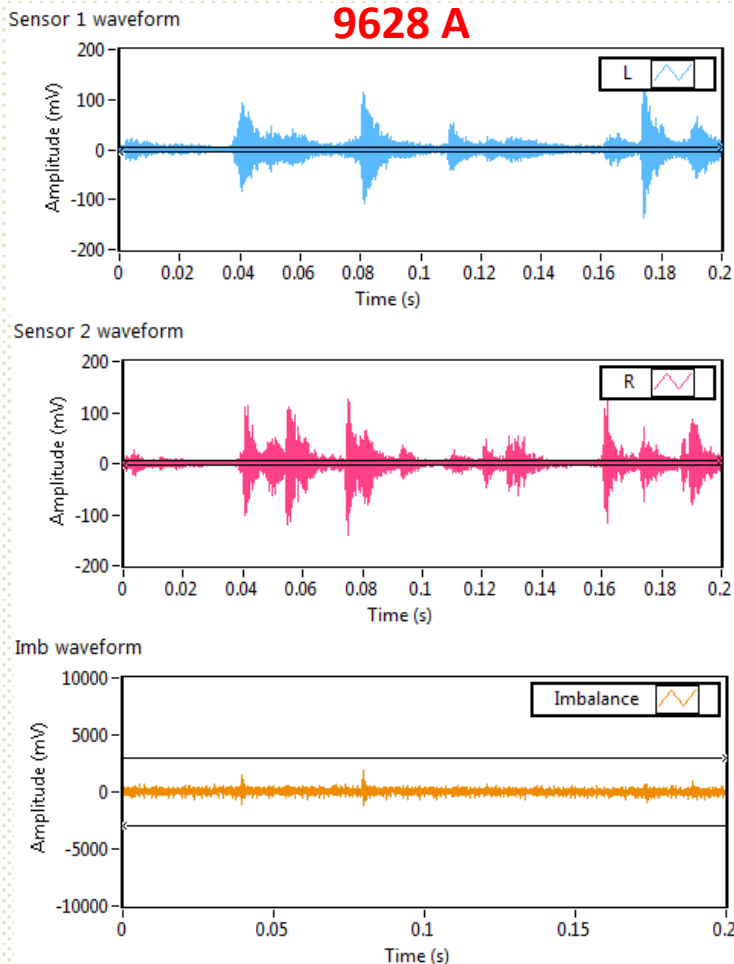 9628 A
Sensor 1 waveform
L
Amplitude (mV)
200
100
0
-100
-200
0 0.02 0.04 0.06 0.08 0.1 0.12 0.14 0.16 0.18 0.2
Time (s)
Sensor 2 waveform
R
Amplitude (mV)
200
100
0
-100
-200
0 0.02 0.04 0.06 0.08 0.1 0.12 0.14 0.16 0.18 0.2
Time (s)
Imb waveform
Imbalance
Amplitude (mV)
10000
5000
0
-5000
-10000
0 0.05 0.1 0.15 0.2
Time (s)